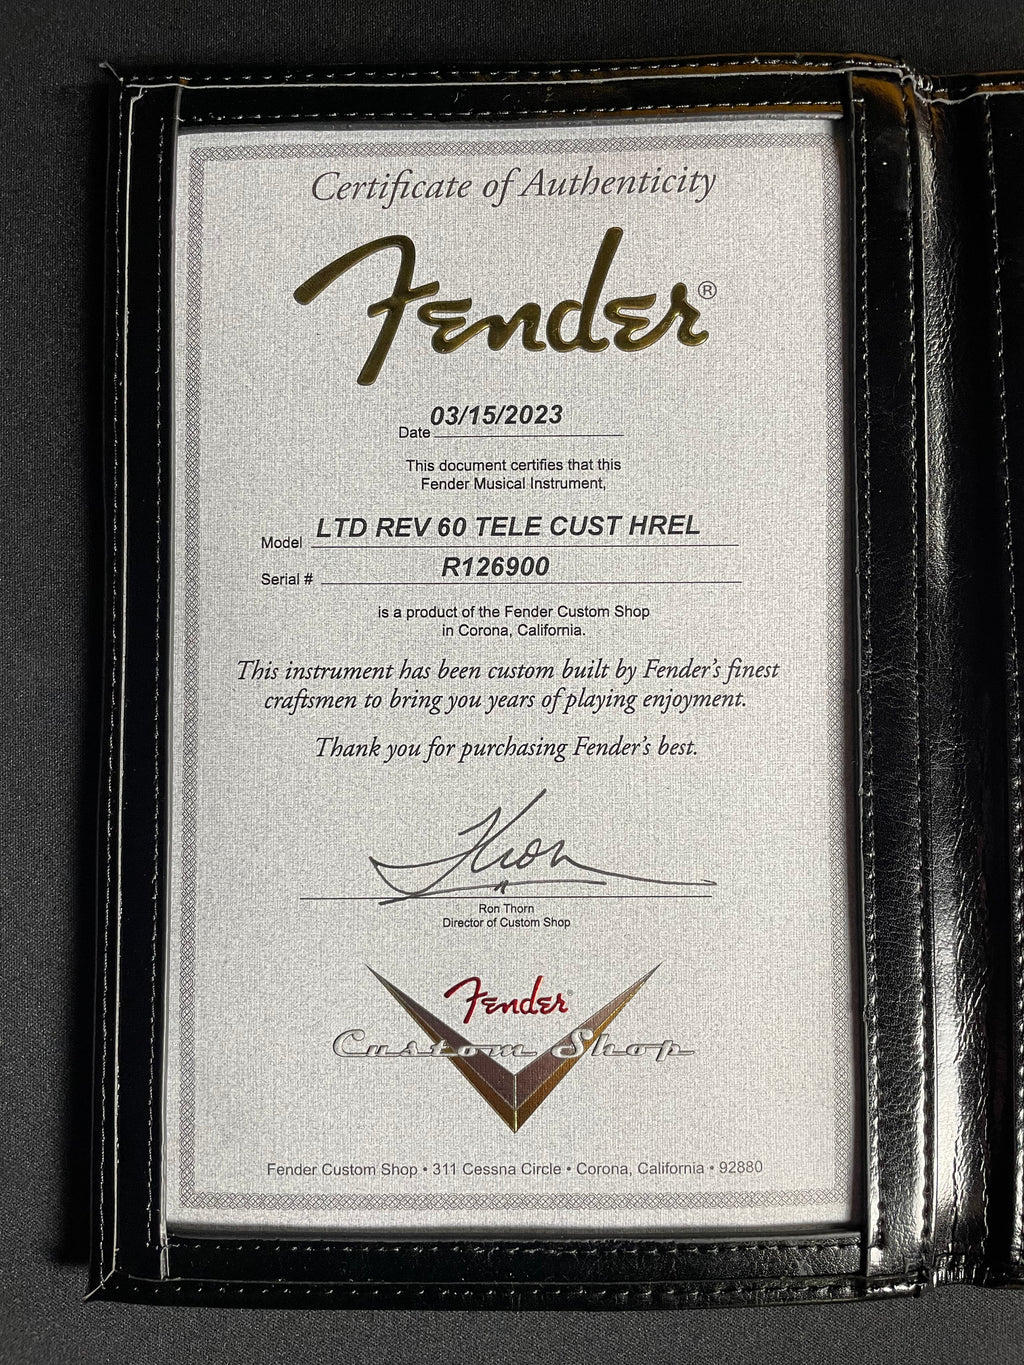 Certificate of Authenticity
Fender®
Date 03/15/2023
This document certifies that this
Fender Musical Instrument,
Model LTD REV 60 TELE CUST HREL
Serial # R126900
is a product of the Fender Custom Shop
in Corona, California.
This instrument has been custom built by Fender's finest
craftsmen to bring you years of playing enjoyment.
Thank you for purchasing Fender's best.
Ron Thorn
Director of Custom Shop
Fender®
Custom Shop
Fender Custom Shop • 311 Cessna Circle • Corona, California • 92880